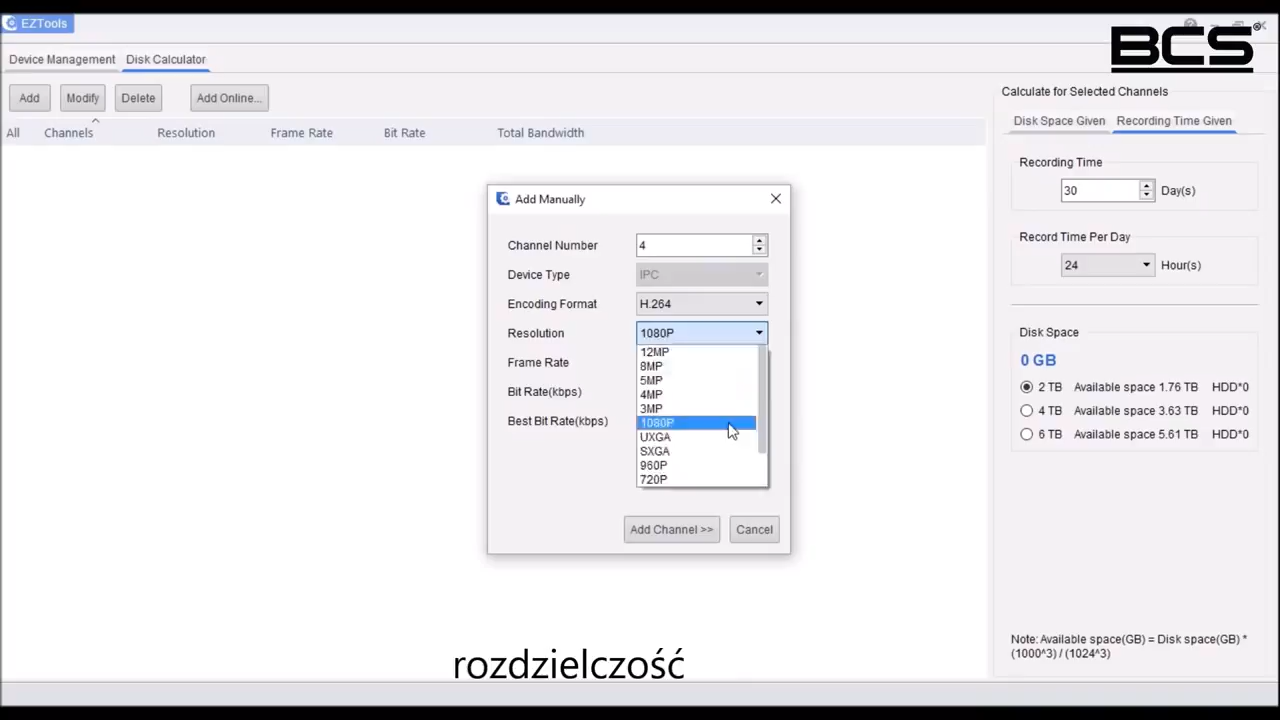 EZTools
BCS
Device Management Disk Calculator
Add Modify Delete Add Online...
All Channels Resolution Frame Rate Bit Rate Total Bandwidth
Calculate for Selected Channels
Disk Space Given Recording Time Given
Recording Time
30 Day(s)
Record Time Per Day
24 Hour(s)
Disk Space
0 GB
2 TB Available space 1.76 TB HDD*0
4 TB Available space 3.63 TB HDD*0
6 TB Available space 5.61 TB HDD*0
Note: Available space(GB) = Disk space(GB) *
(1000^3) / (1024^3)
Add Manually
Channel Number 4
Device Type IPC
Encoding Format H.264
Resolution 1080P
Frame Rate
Bit Rate(kbps)
Best Bit Rate(kbps)
12MP
8MP
5MP
4MP
3MP
1080P
UXGA
SXGA
960P
720P
Add Channel >> Cancel
rozdzielczość